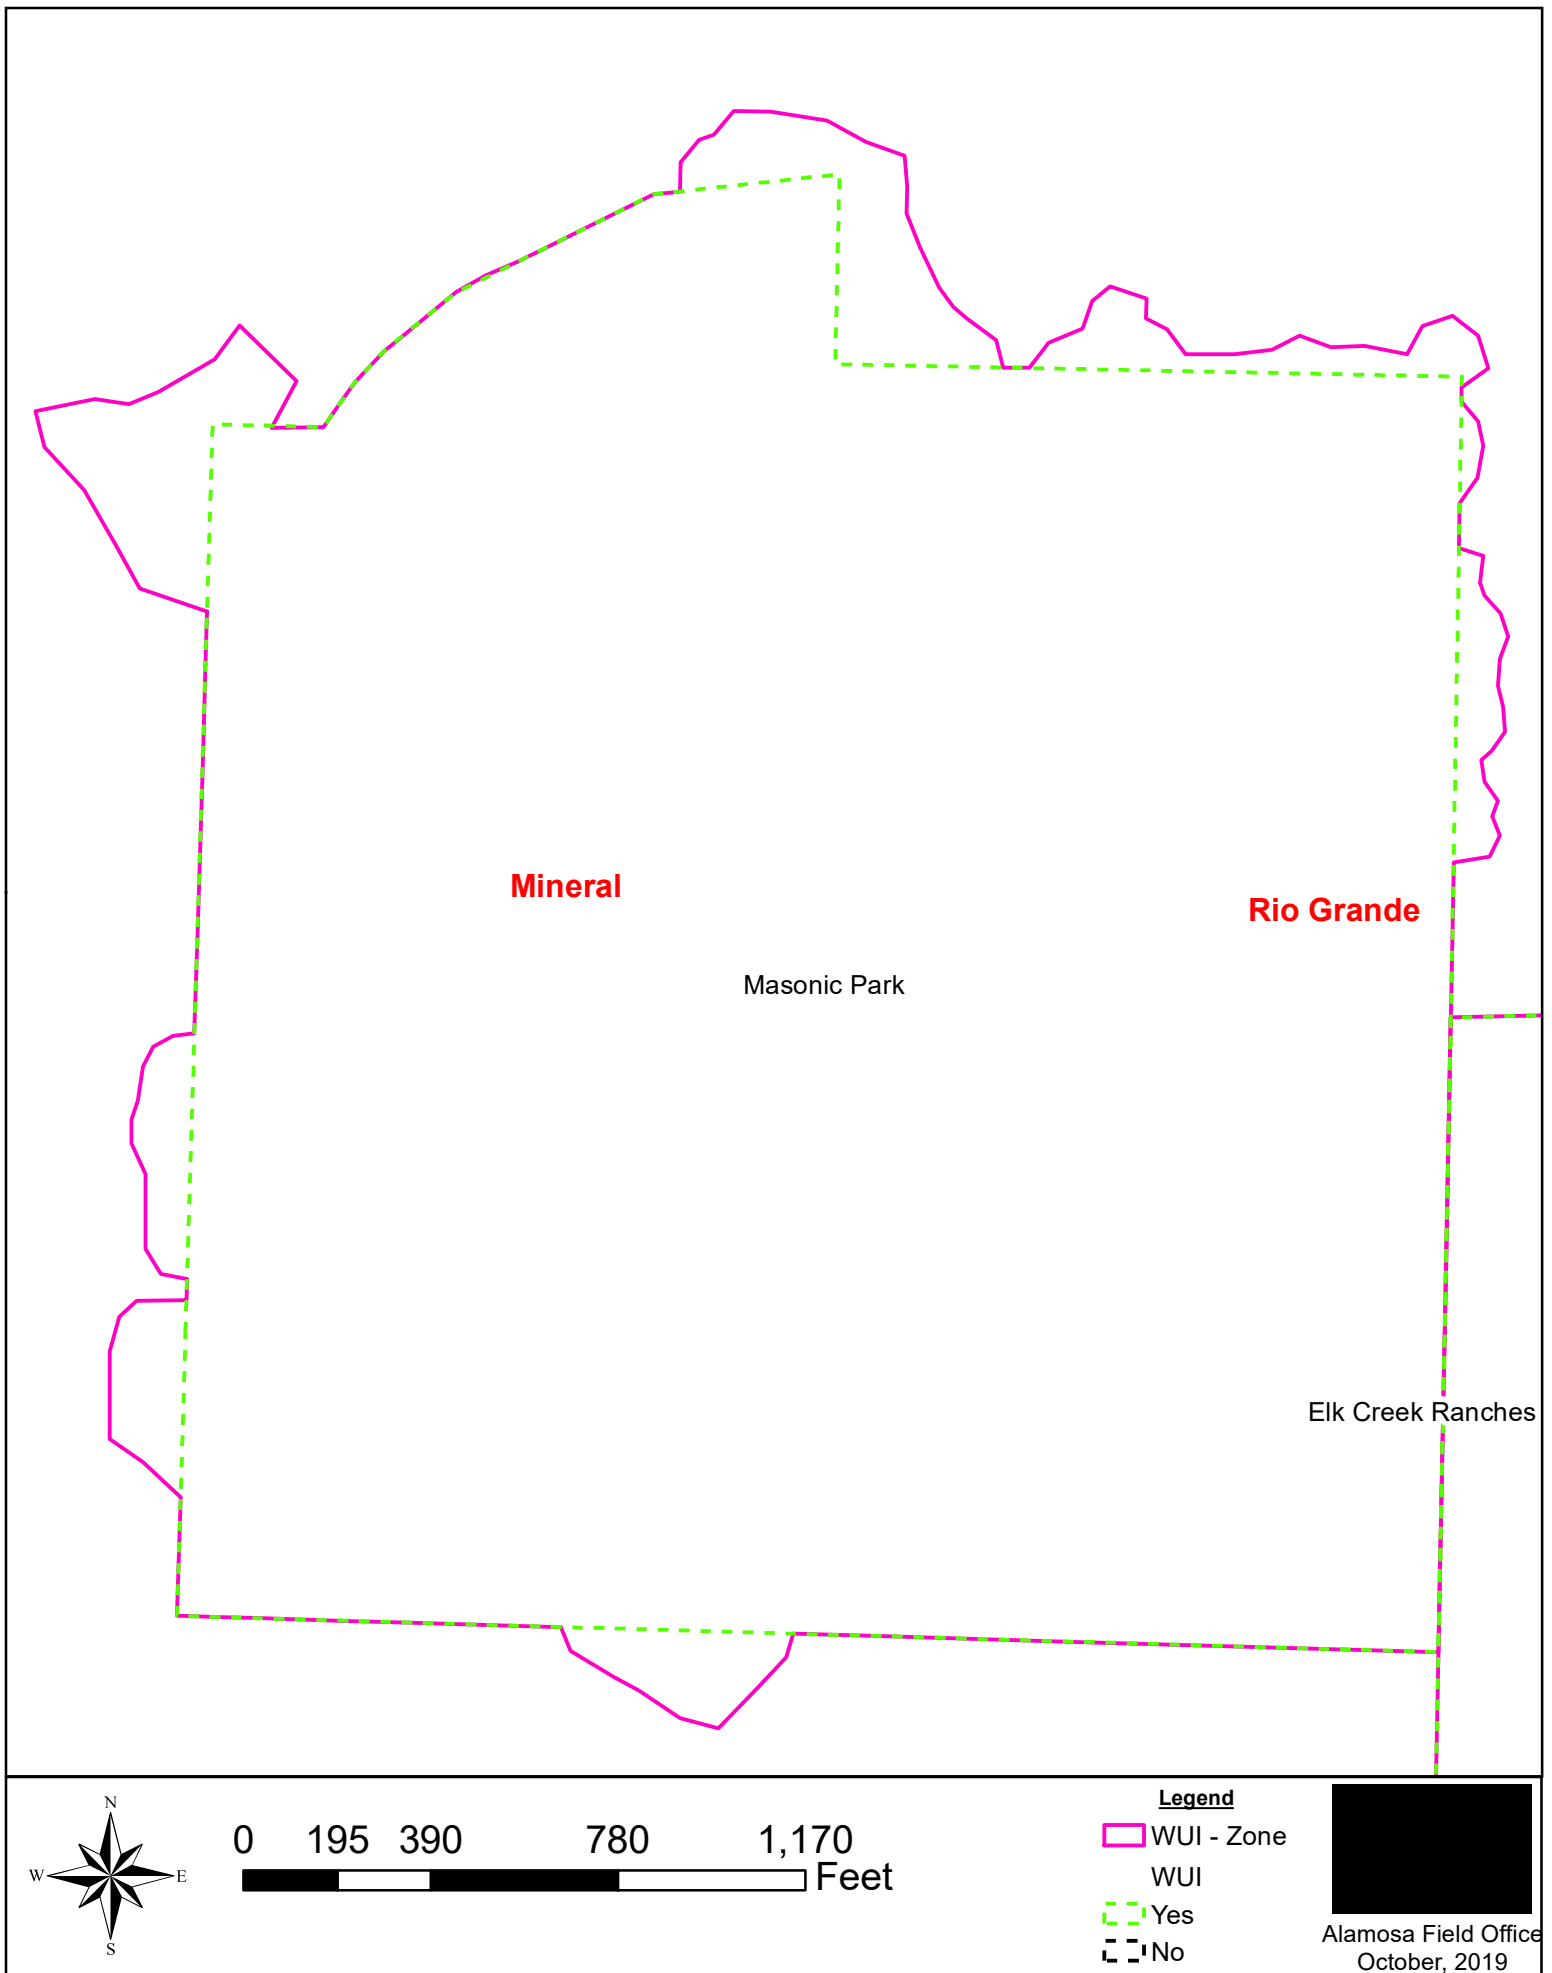 Mineral
Rio Grande
Masonic Park
Elk Creek Ranches
N
W
E
S
0 195 390 780 1,170
Feet
Legend
WUI - Zone
WUI
Yes
No
Alamosa Field Office
October, 2019